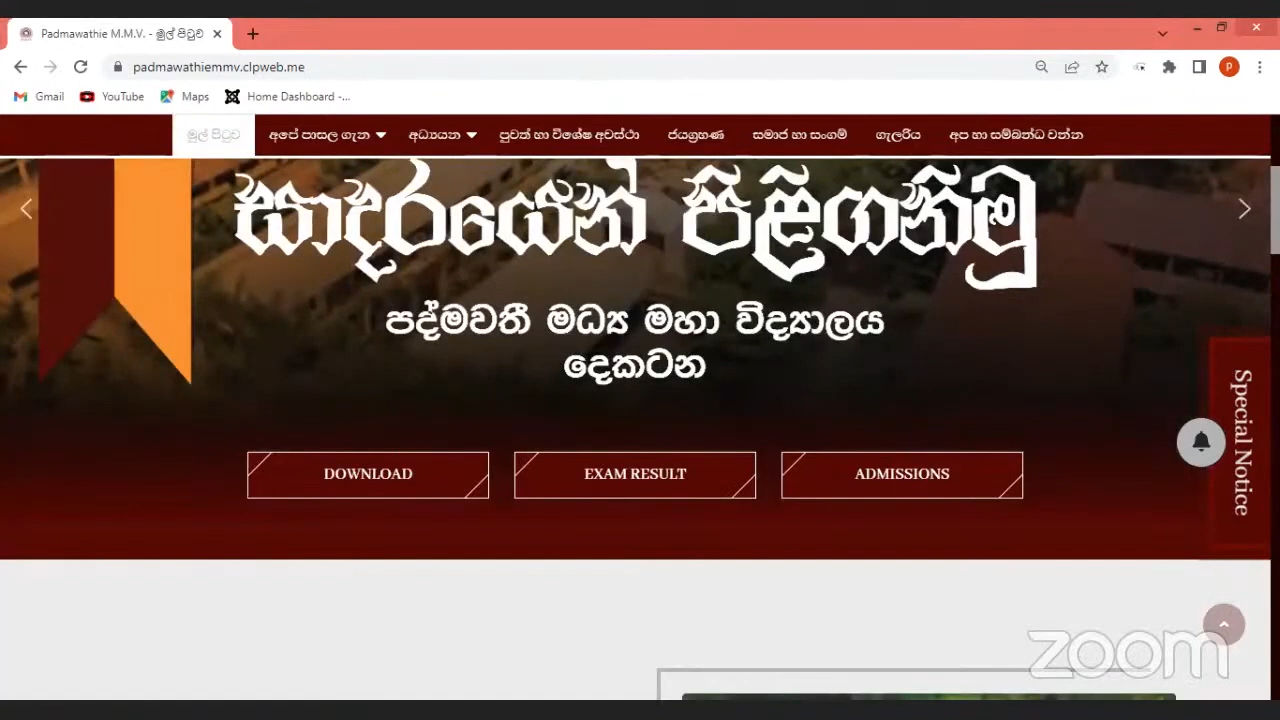 Padmawathie M.M.V. - මුල් පිටුව
padmawathiemmv.clpweb.me
P
Gmail YouTube Maps Home Dashboard -...
මුල් පිටුව අපේ පාසල ගැන අධ්‍යයන පුවත් හා විශේෂ අවස්ථා ජයග්‍රහණ සමාජ හා සංගම් ගැලරිය අප හා සම්බන්ධ වන්න
සාදරයෙන් පිළිගනිමු
පද්මවතී මධ්‍ය මහා විද්‍යාලය
දෙකටන
DOWNLOAD EXAM RESULT ADMISSIONS
Special Notice
zoom